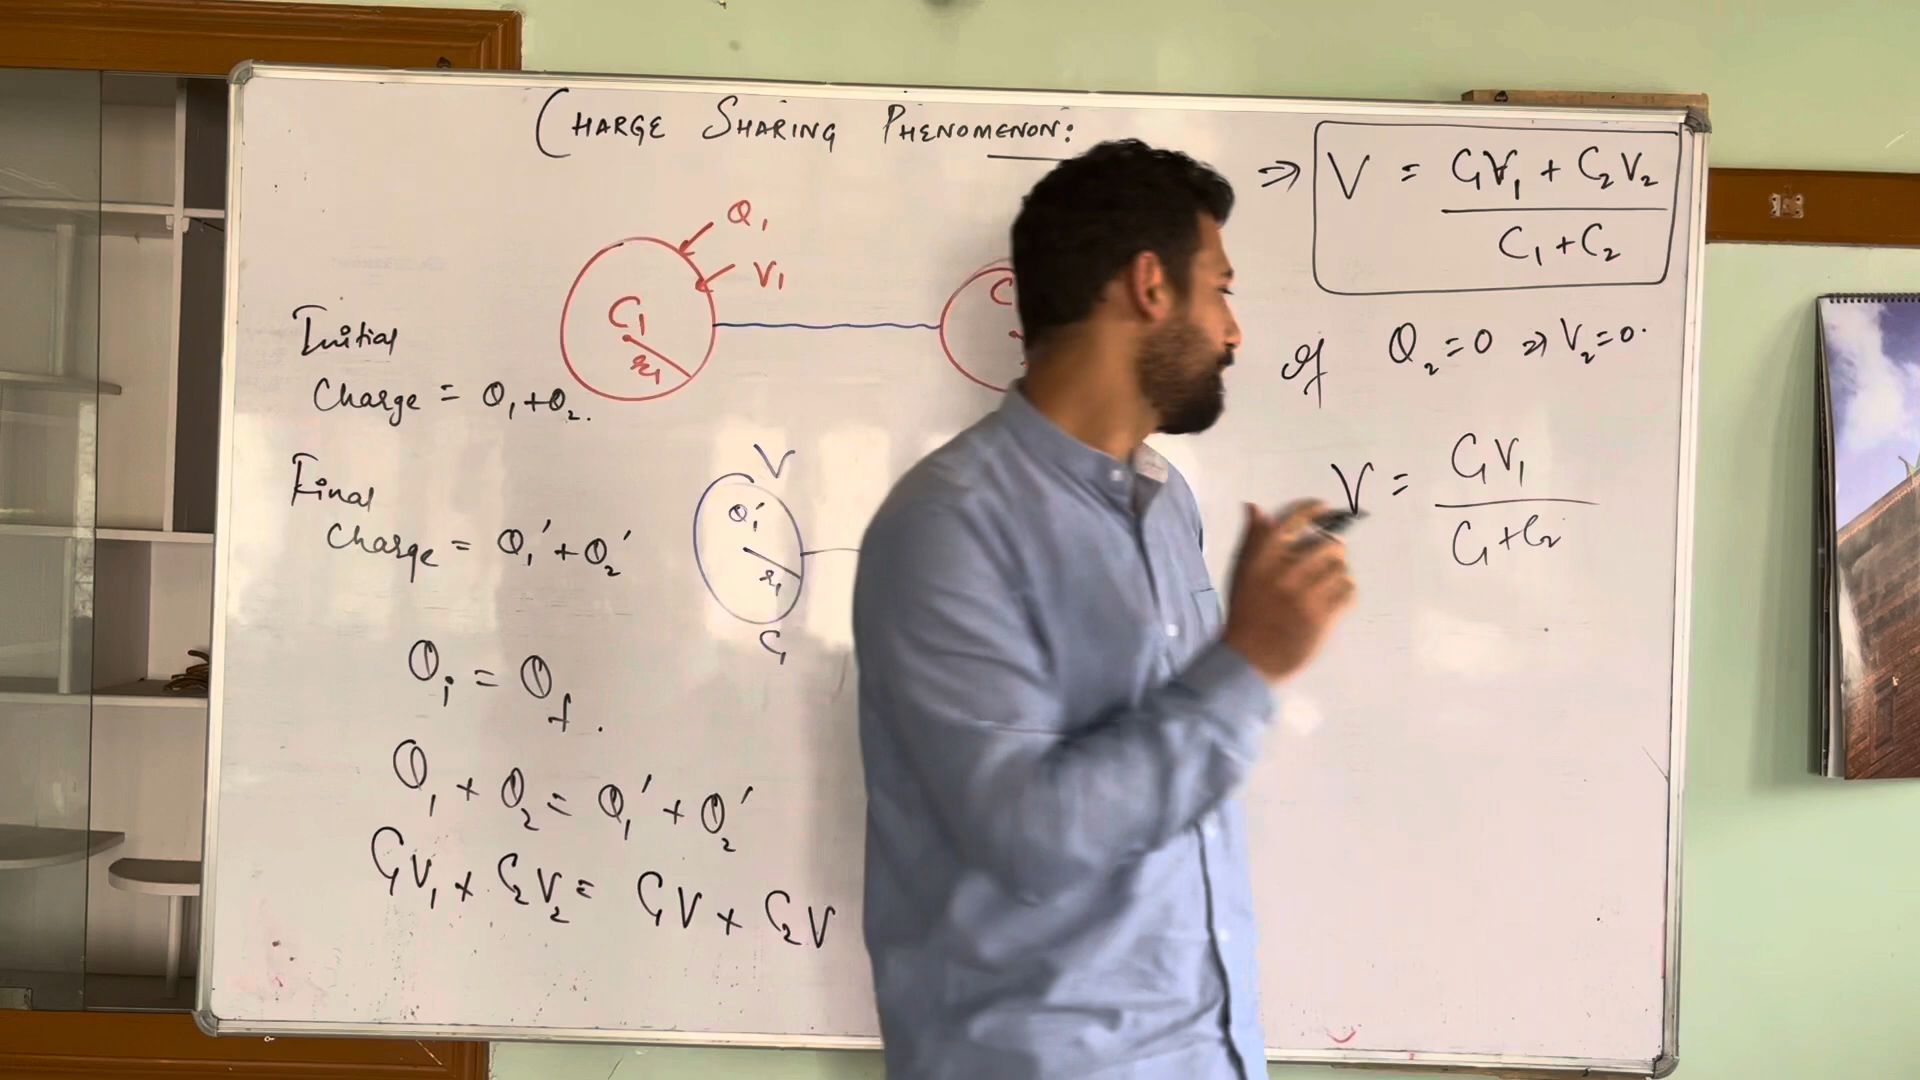 CHARGE SHARING PHENOMENON:
Q₁
V₁
C₁
r₁
C
Initial
Charge = Q₁+Q₂.
Final
Charge = Q₁'+Q₂'
V
Q₁'
r₁
C₁
Qᵢ = Q_f.
Q₁ + Q₂ = Q₁' + Q₂'
C₁V₁ + C₂V₂ = C₁V + C₂V
⇒ V = (C₁V₁ + C₂V₂) / (C₁+C₂)
If Q₂=0 ⇒ V₂=0.
V = C₁V₁ / (C₁+C₂)